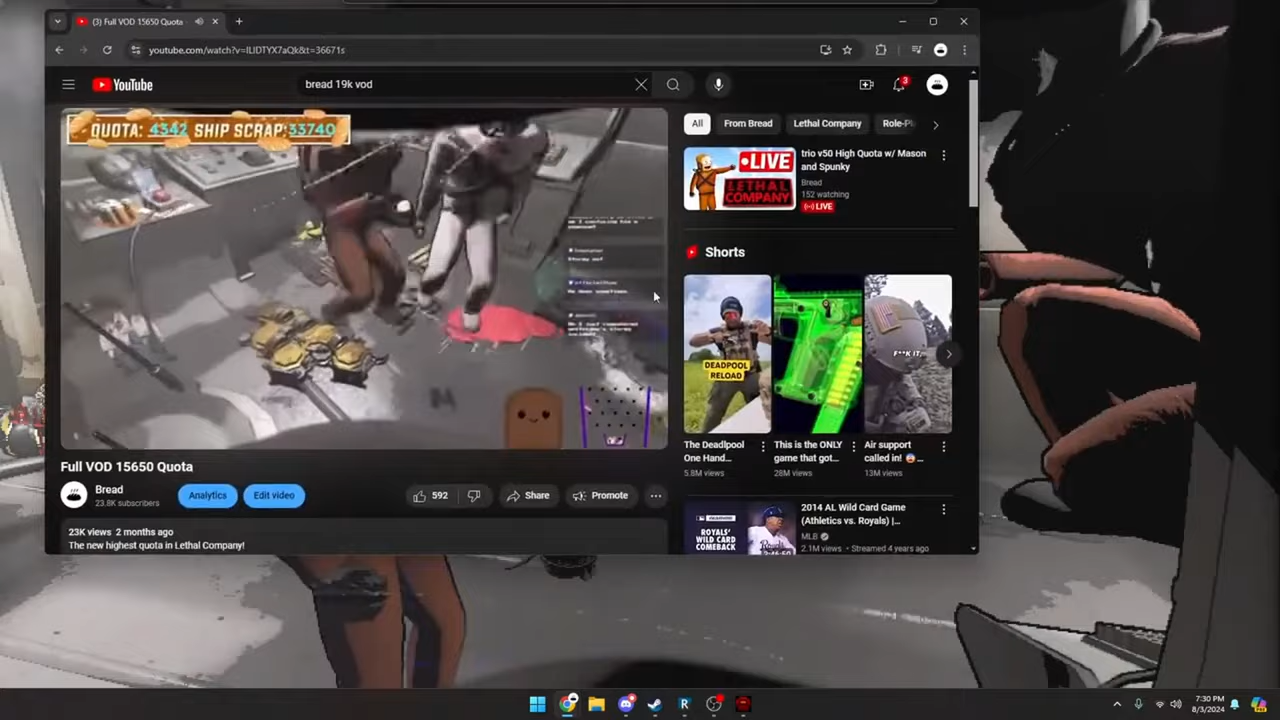 (3) Full VOD 15650 Quota
youtube.com/watch?v=ILIDTYX7aQk&t=36671s
YouTube
bread 19k vod
3
QUOTA: 4342 SHIP SCRAP:33740
All
From Bread
Lethal Company
Role-Pl
LIVE
LETHAL
COMPANY
trio v50 High Quota w/ Mason
and Spunky
Bread
152 watching
LIVE
Shorts
DEADPOOL
RELOAD
F**K IT,
The Deadlpool
One Hand...
5.8M views
This is the ONLY
game that got...
28M views
Air support
called in!
13M views
Full VOD 15650 Quota
Bread
23.8K subscribers
Analytics
Edit video
592
Share
Promote
23K views 2 months ago
The new highest quota in Lethal Company!
ROYALS'
WILD CARD
COMEBACK
2014 AL Wild Card Game
(Athletics vs. Royals) |...
MLB
2.1M views • Streamed 4 years ago
7:30 PM
8/3/2024